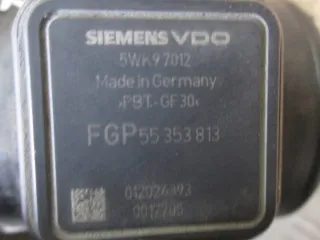 SIEMENS VDO
5WK9 7012
Made in Germany
>PBT-GF30<
FGP 55 353 813